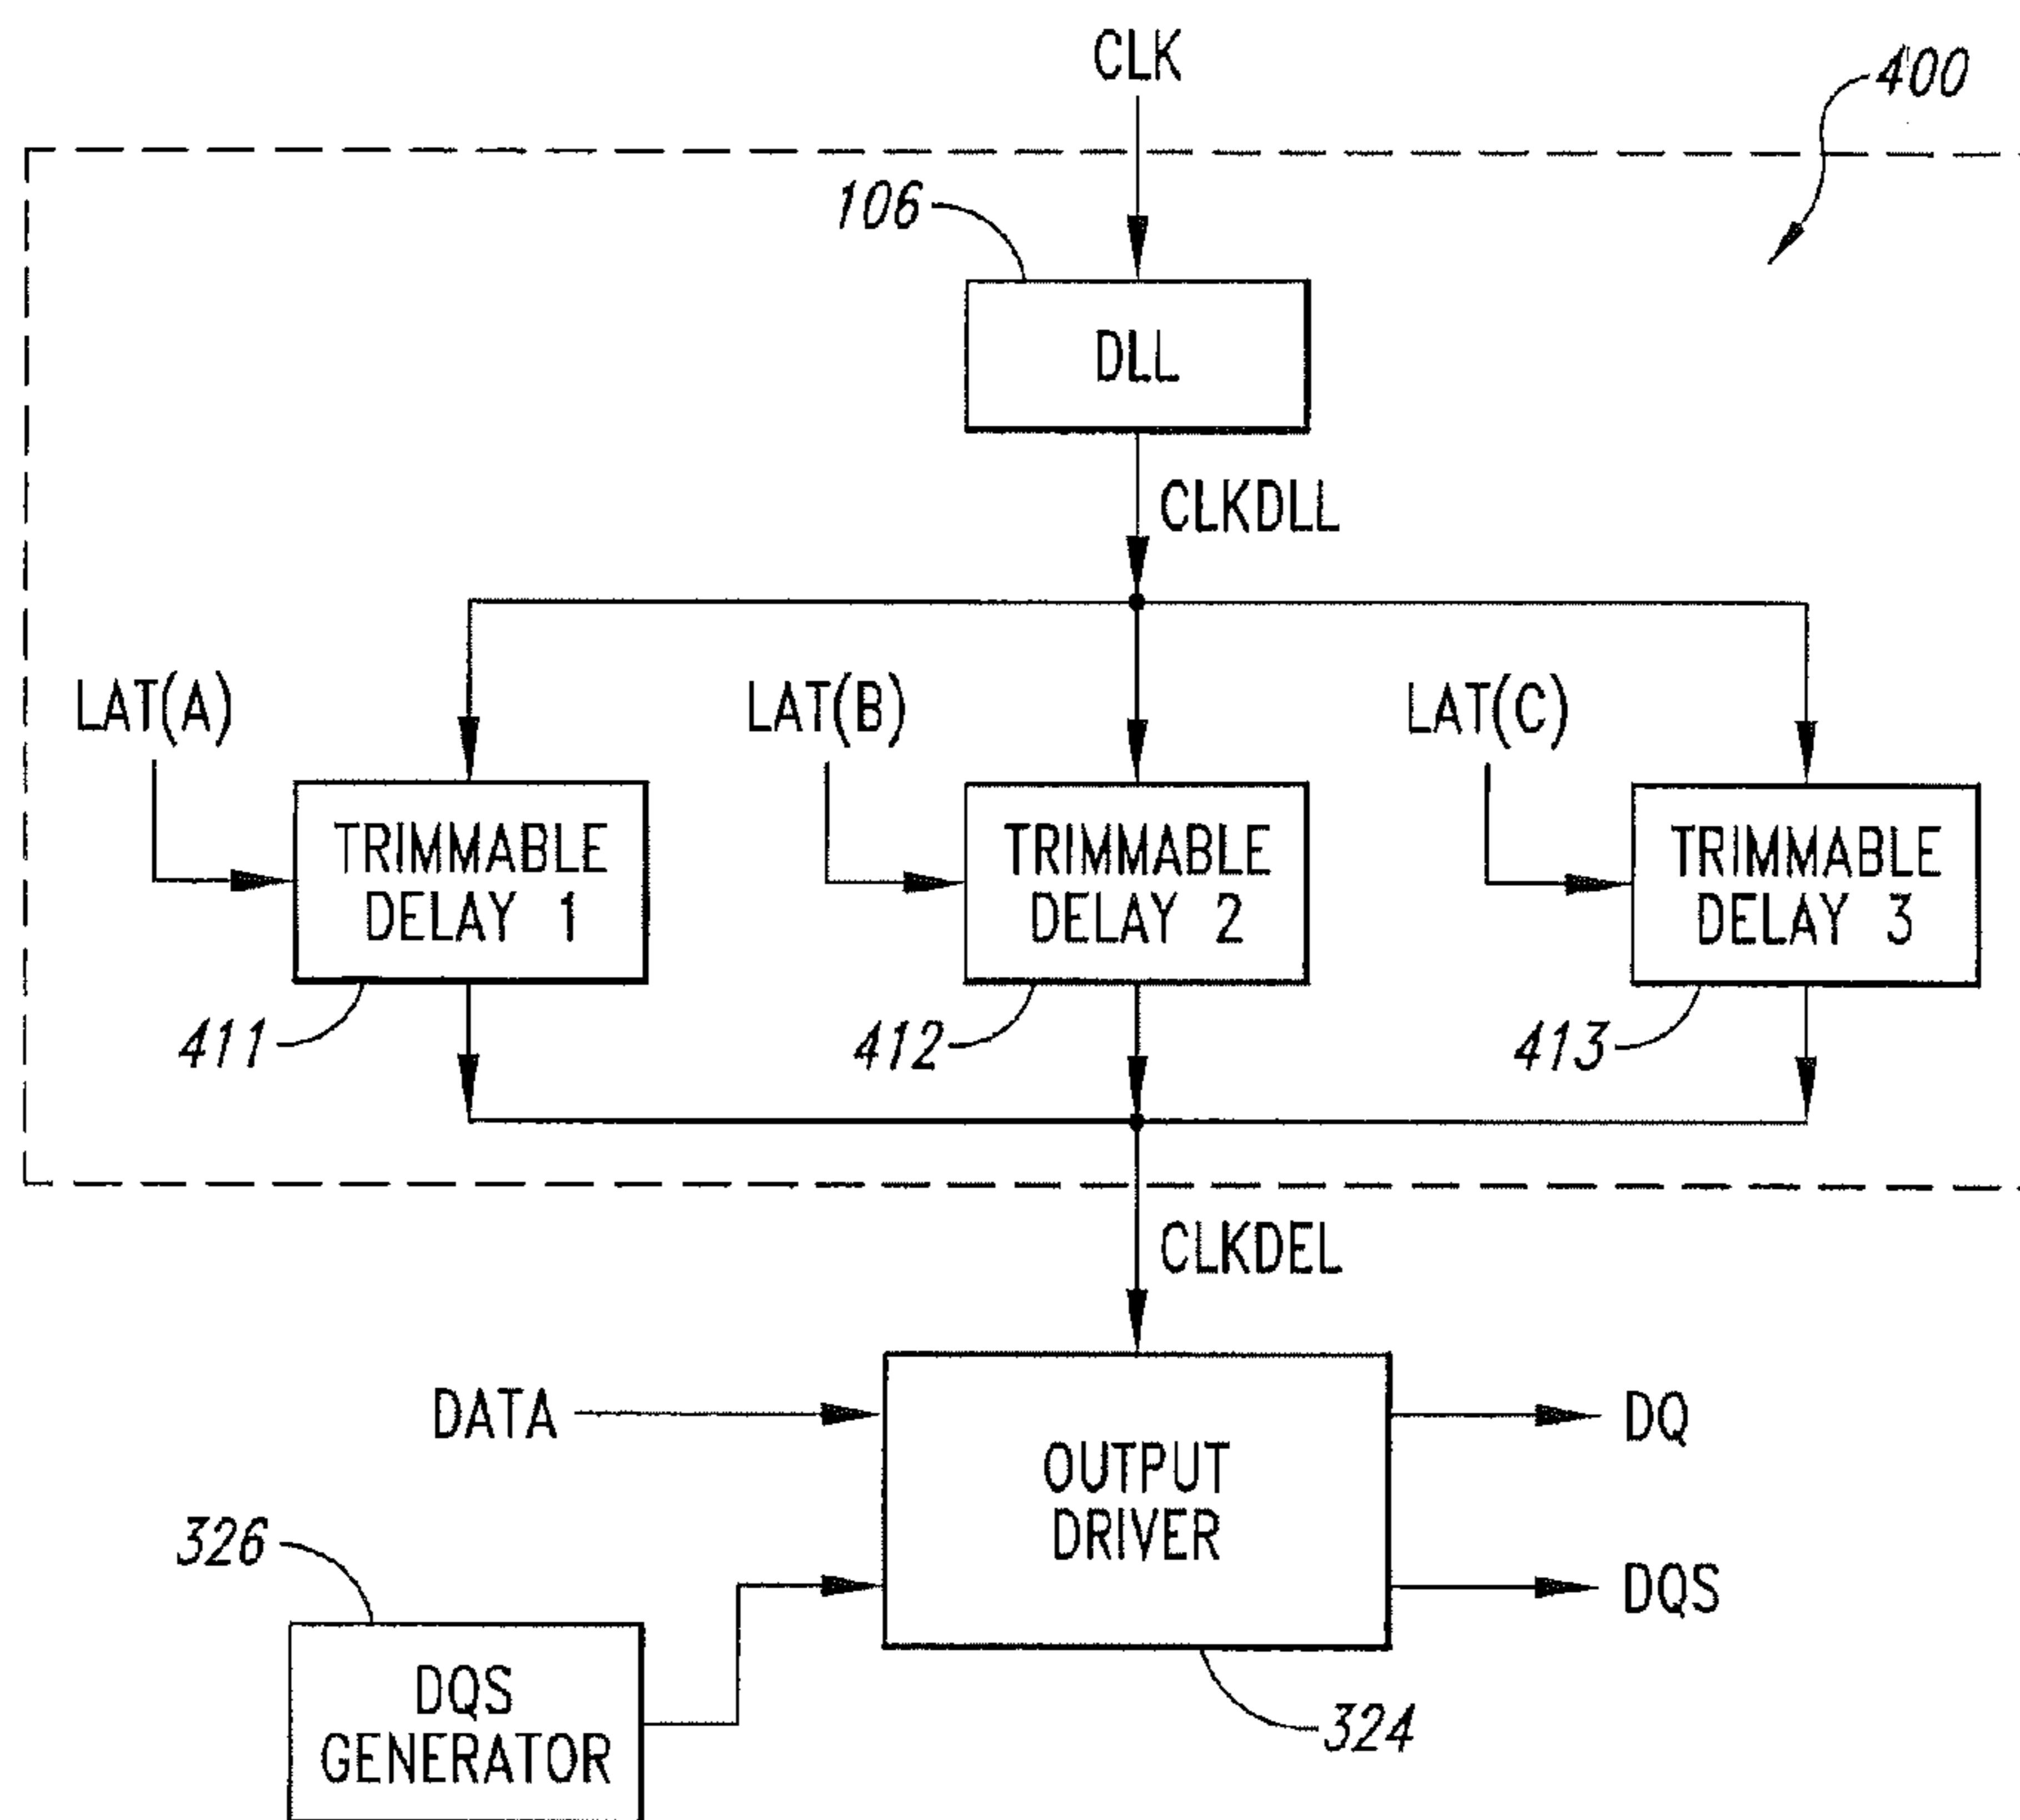 CLK
400
106
DLL
CLKDLL
LAT(A)
LAT(B)
LAT(C)
TRIMMABLE
DELAY 1
TRIMMABLE
DELAY 2
TRIMMABLE
DELAY 3
411
412
413
CLKDEL
DATA
OUTPUT
DRIVER
DQ
DQS
326
DQS
GENERATOR
324